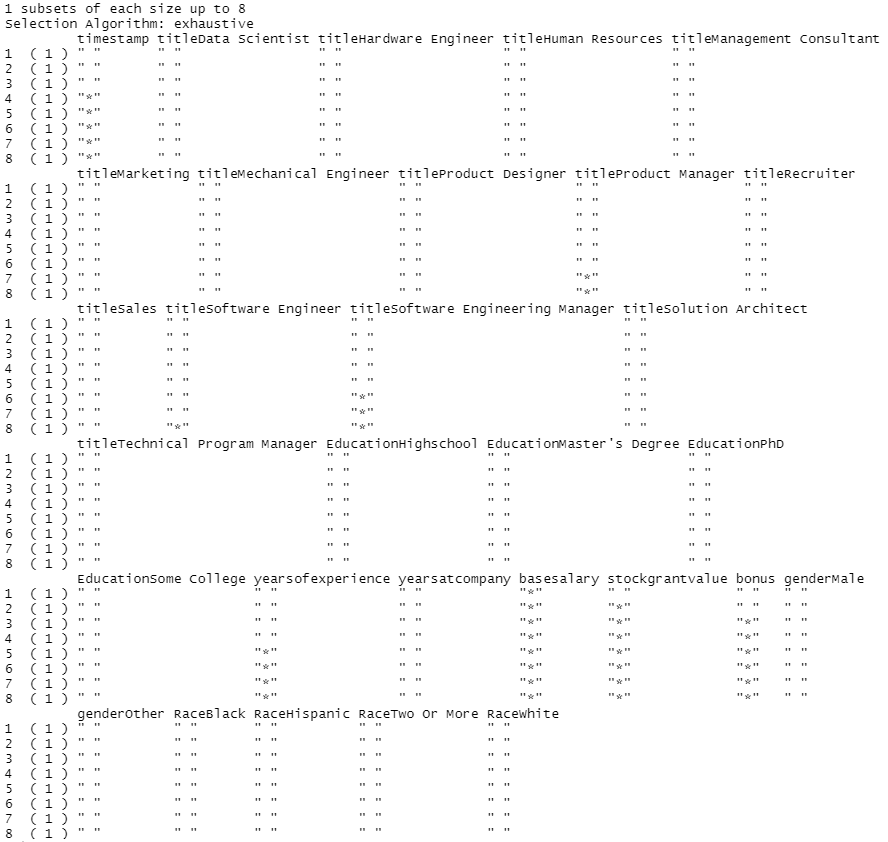 1 subsets of each size up to 8
Selection Algorithm: exhaustive
         timestamp titleData Scientist titleHardware Engineer titleHuman Resources titleManagement Consultant
1  ( 1 ) " "       " "                 " "                    " "                  " "
2  ( 1 ) " "       " "                 " "                    " "                  " "
3  ( 1 ) " "       " "                 " "                    " "                  " "
4  ( 1 ) "*"       " "                 " "                    " "                  " "
5  ( 1 ) "*"       " "                 " "                    " "                  " "
6  ( 1 ) "*"       " "                 " "                    " "                  " "
7  ( 1 ) "*"       " "                 " "                    " "                  " "
8  ( 1 ) "*"       " "                 " "                    " "                  " "
         titleMarketing titleMechanical Engineer titleProduct Designer titleProduct Manager titleRecruiter
1  ( 1 ) " "            " "                      " "                   " "                  " "
2  ( 1 ) " "            " "                      " "                   " "                  " "
3  ( 1 ) " "            " "                      " "                   " "                  " "
4  ( 1 ) " "            " "                      " "                   " "                  " "
5  ( 1 ) " "            " "                      " "                   " "                  " "
6  ( 1 ) " "            " "                      " "                   " "                  " "
7  ( 1 ) " "            " "                      " "                   "*"                  " "
8  ( 1 ) " "            " "                      " "                   "*"                  " "
         titleSales titleSoftware Engineer titleSoftware Engineering Manager titleSolution Architect
1  ( 1 ) " "        " "                    " "                               " "
2  ( 1 ) " "        " "                    " "                               " "
3  ( 1 ) " "        " "                    " "                               " "
4  ( 1 ) " "        " "                    " "                               " "
5  ( 1 ) " "        " "                    " "                               " "
6  ( 1 ) " "        " "                    "*"                               " "
7  ( 1 ) " "        " "                    "*"                               " "
8  ( 1 ) " "        "*"                    "*"                               " "
         titleTechnical Program Manager EducationHighschool EducationMaster's Degree EducationPhD
1  ( 1 ) " "                            " "                 " "                      " "
2  ( 1 ) " "                            " "                 " "                      " "
3  ( 1 ) " "                            " "                 " "                      " "
4  ( 1 ) " "                            " "                 " "                      " "
5  ( 1 ) " "                            " "                 " "                      " "
6  ( 1 ) " "                            " "                 " "                      " "
7  ( 1 ) " "                            " "                 " "                      " "
8  ( 1 ) " "                            " "                 " "                      " "
         EducationSome College yearsofexperience yearsatcompany basesalary stockgrantvalue bonus genderMale
1  ( 1 ) " "                   " "               " "            "*"        " "             " "   " "
2  ( 1 ) " "                   " "               " "            "*"        "*"             " "   " "
3  ( 1 ) " "                   " "               " "            "*"        "*"             "*"   " "
4  ( 1 ) " "                   " "               " "            "*"        "*"             "*"   " "
5  ( 1 ) " "                   "*"               " "            "*"        "*"             "*"   " "
6  ( 1 ) " "                   "*"               " "            "*"        "*"             "*"   " "
7  ( 1 ) " "                   "*"               " "            "*"        "*"             "*"   " "
8  ( 1 ) " "                   "*"               " "            "*"        "*"             "*"   " "
         genderOther RaceBlack RaceHispanic RaceTwo Or More RaceWhite
1  ( 1 ) " "         " "       " "          " "             " "
2  ( 1 ) " "         " "       " "          " "             " "
3  ( 1 ) " "         " "       " "          " "             " "
4  ( 1 ) " "         " "       " "          " "             " "
5  ( 1 ) " "         " "       " "          " "             " "
6  ( 1 ) " "         " "       " "          " "             " "
7  ( 1 ) " "         " "       " "          " "             " "
8  ( 1 ) " "         " "       " "          " "             " "